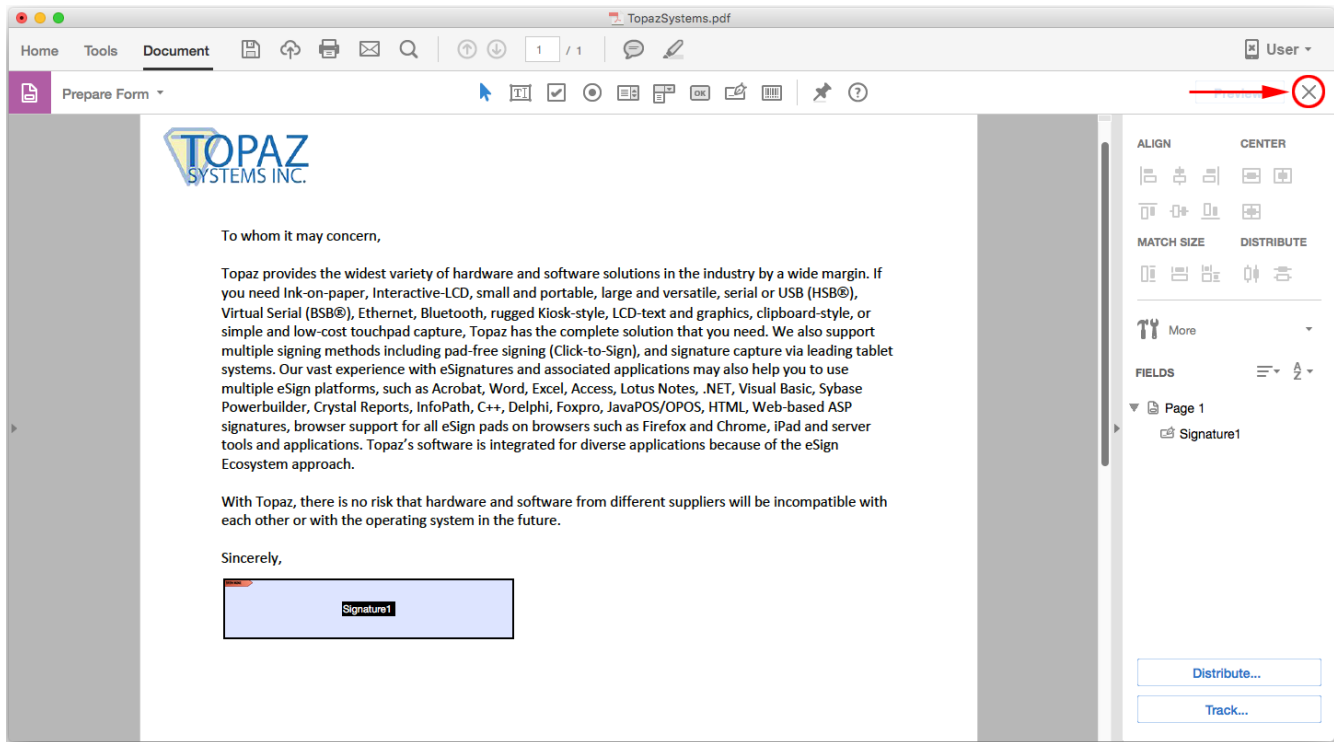 TopazSystems.pdf
Home Tools Document 1 / 1 User
Prepare Form TI OK ?
TOPAZ
SYSTEMS INC.
To whom it may concern,
Topaz provides the widest variety of hardware and software solutions in the industry by a wide margin. If
you need Ink-on-paper, Interactive-LCD, small and portable, large and versatile, serial or USB (HSB®),
Virtual Serial (BSB®), Ethernet, Bluetooth, rugged Kiosk-style, LCD-text and graphics, clipboard-style, or
simple and low-cost touchpad capture, Topaz has the complete solution that you need. We also support
multiple signing methods including pad-free signing (Click-to-Sign), and signature capture via leading tablet
systems. Our vast experience with eSignatures and associated applications may also help you to use
multiple eSign platforms, such as Acrobat, Word, Excel, Access, Lotus Notes, .NET, Visual Basic, Sybase
Powerbuilder, Crystal Reports, InfoPath, C++, Delphi, Foxpro, JavaPOS/OPOS, HTML, Web-based ASP
signatures, browser support for all eSign pads on browsers such as Firefox and Chrome, iPad and server
tools and applications. Topaz's software is integrated for diverse applications because of the eSign
Ecosystem approach.
With Topaz, there is no risk that hardware and software from different suppliers will be incompatible with
each other or with the operating system in the future.
Sincerely,
Signature1
ALIGN CENTER
MATCH SIZE DISTRIBUTE
More
FIELDS A Z
Page 1
Signature1
Distribute...
Track...